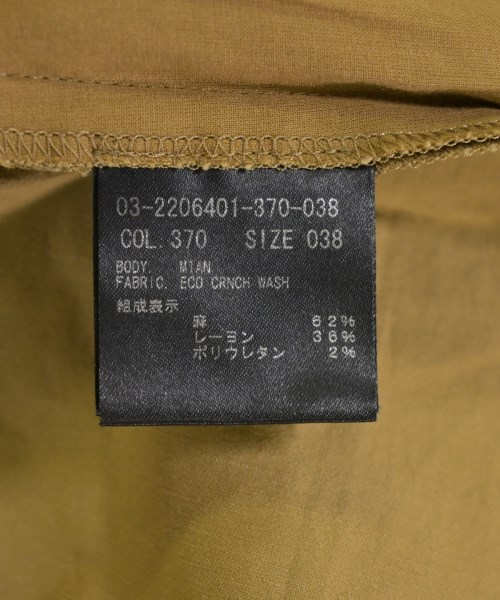 03-2206401-370-038
COL. 370 SIZE 038
BODY. MIAN
FABRIC. ECO CRNCH WASH
組成表示
麻 62%
レーヨン 36%
ポリウレタン 2%